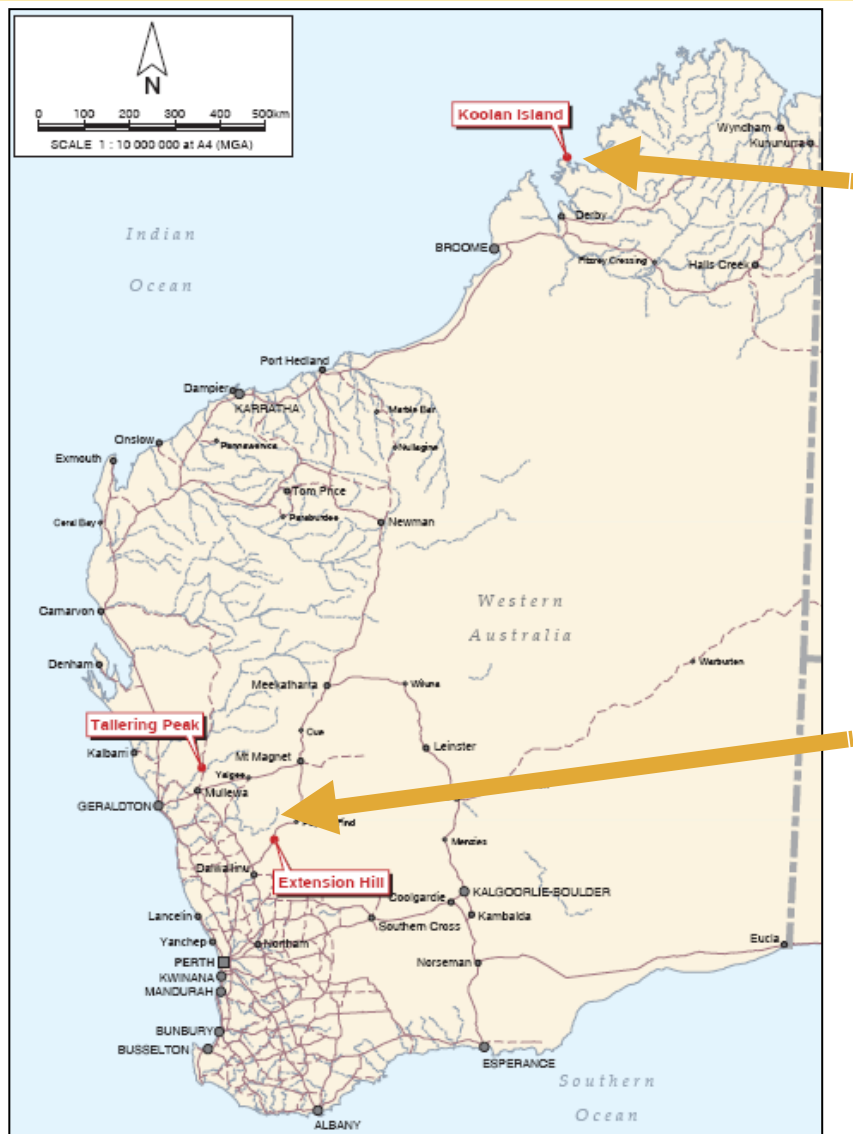 N
0 100 200 300 400 500km
SCALE 1 : 10 000 000 at A4 (MGA)
Koolan Island
Wyndham
Kununurra
Indian
Ocean
Derby
BROOME
Fitzroy Crossing
Halls Creek
Port Hedland
Dampier
KARRATHA
Marble Bar
Onslow
Pannawonica
Nullagine
Exmouth
Tom Price
Paraburdoo
Coral Bay
Newman
Carnarvon
Western
Australia
Denham
Warburton
Meekatharra
Wiluna
Tallering Peak
Cue
Kalbarri
Leinster
Mt Magnet
Yalgoo
Mullewa
GERALDTON
Menzies
Dalwallinu
Extension Hill
KALGOORLIE-BOULDER
Coolgardie
Lancelin
Kambalda
Southern Cross
Yanchep
Northam
Eucla
PERTH
Norseman
KWINANA
MANDURAH
BUNBURY
BUSSELTON
ESPERANCE
Southern
Ocean
ALBANY